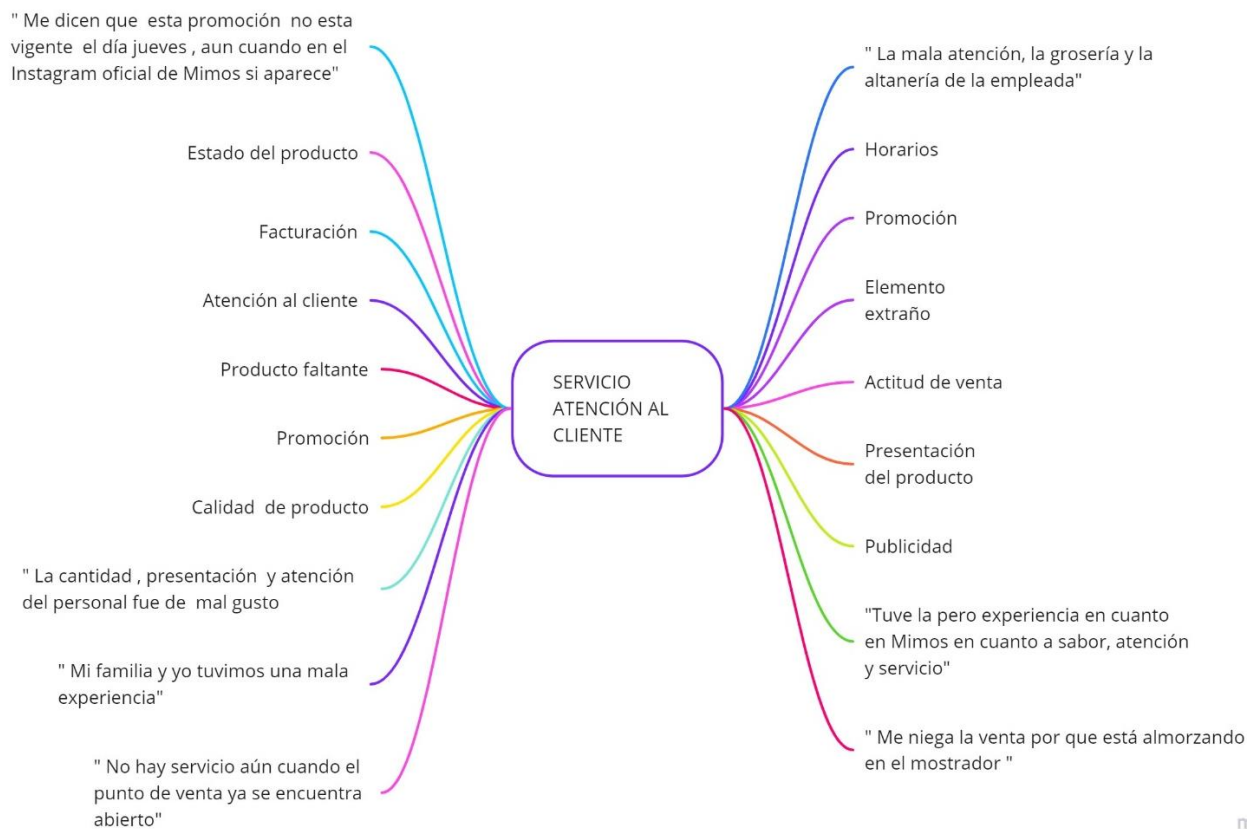 " Me dicen que  esta promoción  no esta
vigente  el día jueves , aun cuando en el
Instagram oficial de Mimos si aparece"
Estado del producto
Facturación
Atención al cliente
Producto faltante
Promoción
Calidad  de producto
" La cantidad , presentación  y atención
del personal fue de  mal gusto
" Mi familia y yo tuvimos una mala
experiencia"
" No hay servicio aún cuando el
punto de venta ya se encuentra
abierto"
SERVICIO
ATENCIÓN AL
CLIENTE
" La mala atención, la grosería y la
altanería de la empleada"
Horarios
Promoción
Elemento
extraño
Actitud de venta
Presentación
del producto
Publicidad
"Tuve la pero experiencia en cuanto
en Mimos en cuanto a sabor, atención
y servicio"
" Me niega la venta por que está almorzando
en el mostrador "